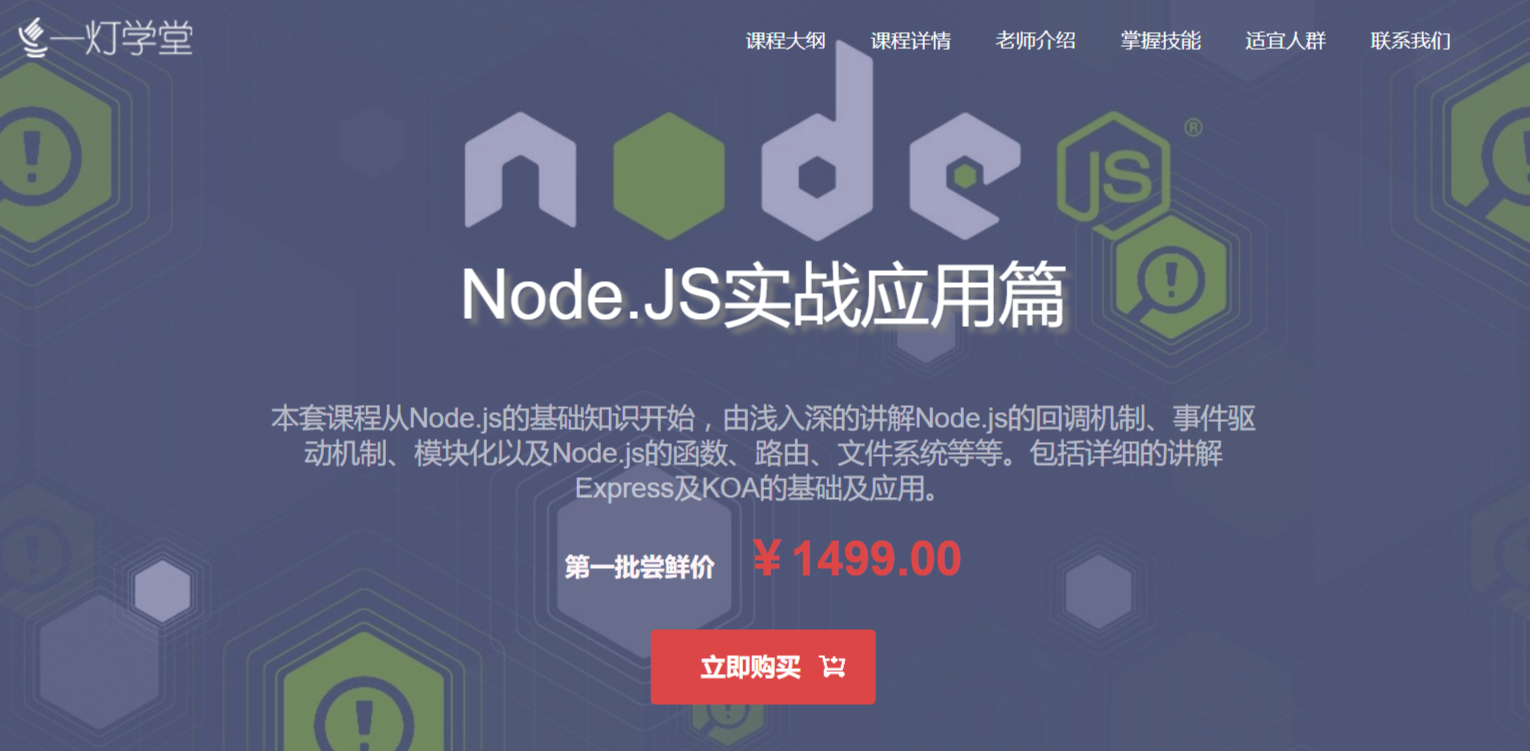 一灯学堂
课程大纲 课程详情 老师介绍 掌握技能 适宜人群 联系我们
node JS ®
Node.JS实战应用篇
本套课程从Node.js的基础知识开始，由浅入深的讲解Node.js的回调机制、事件驱
动机制、模块化以及Node.js的函数、路由、文件系统等等。包括详细的讲解
Express及KOA的基础及应用。
第一批尝鲜价 ￥1499.00
立即购买